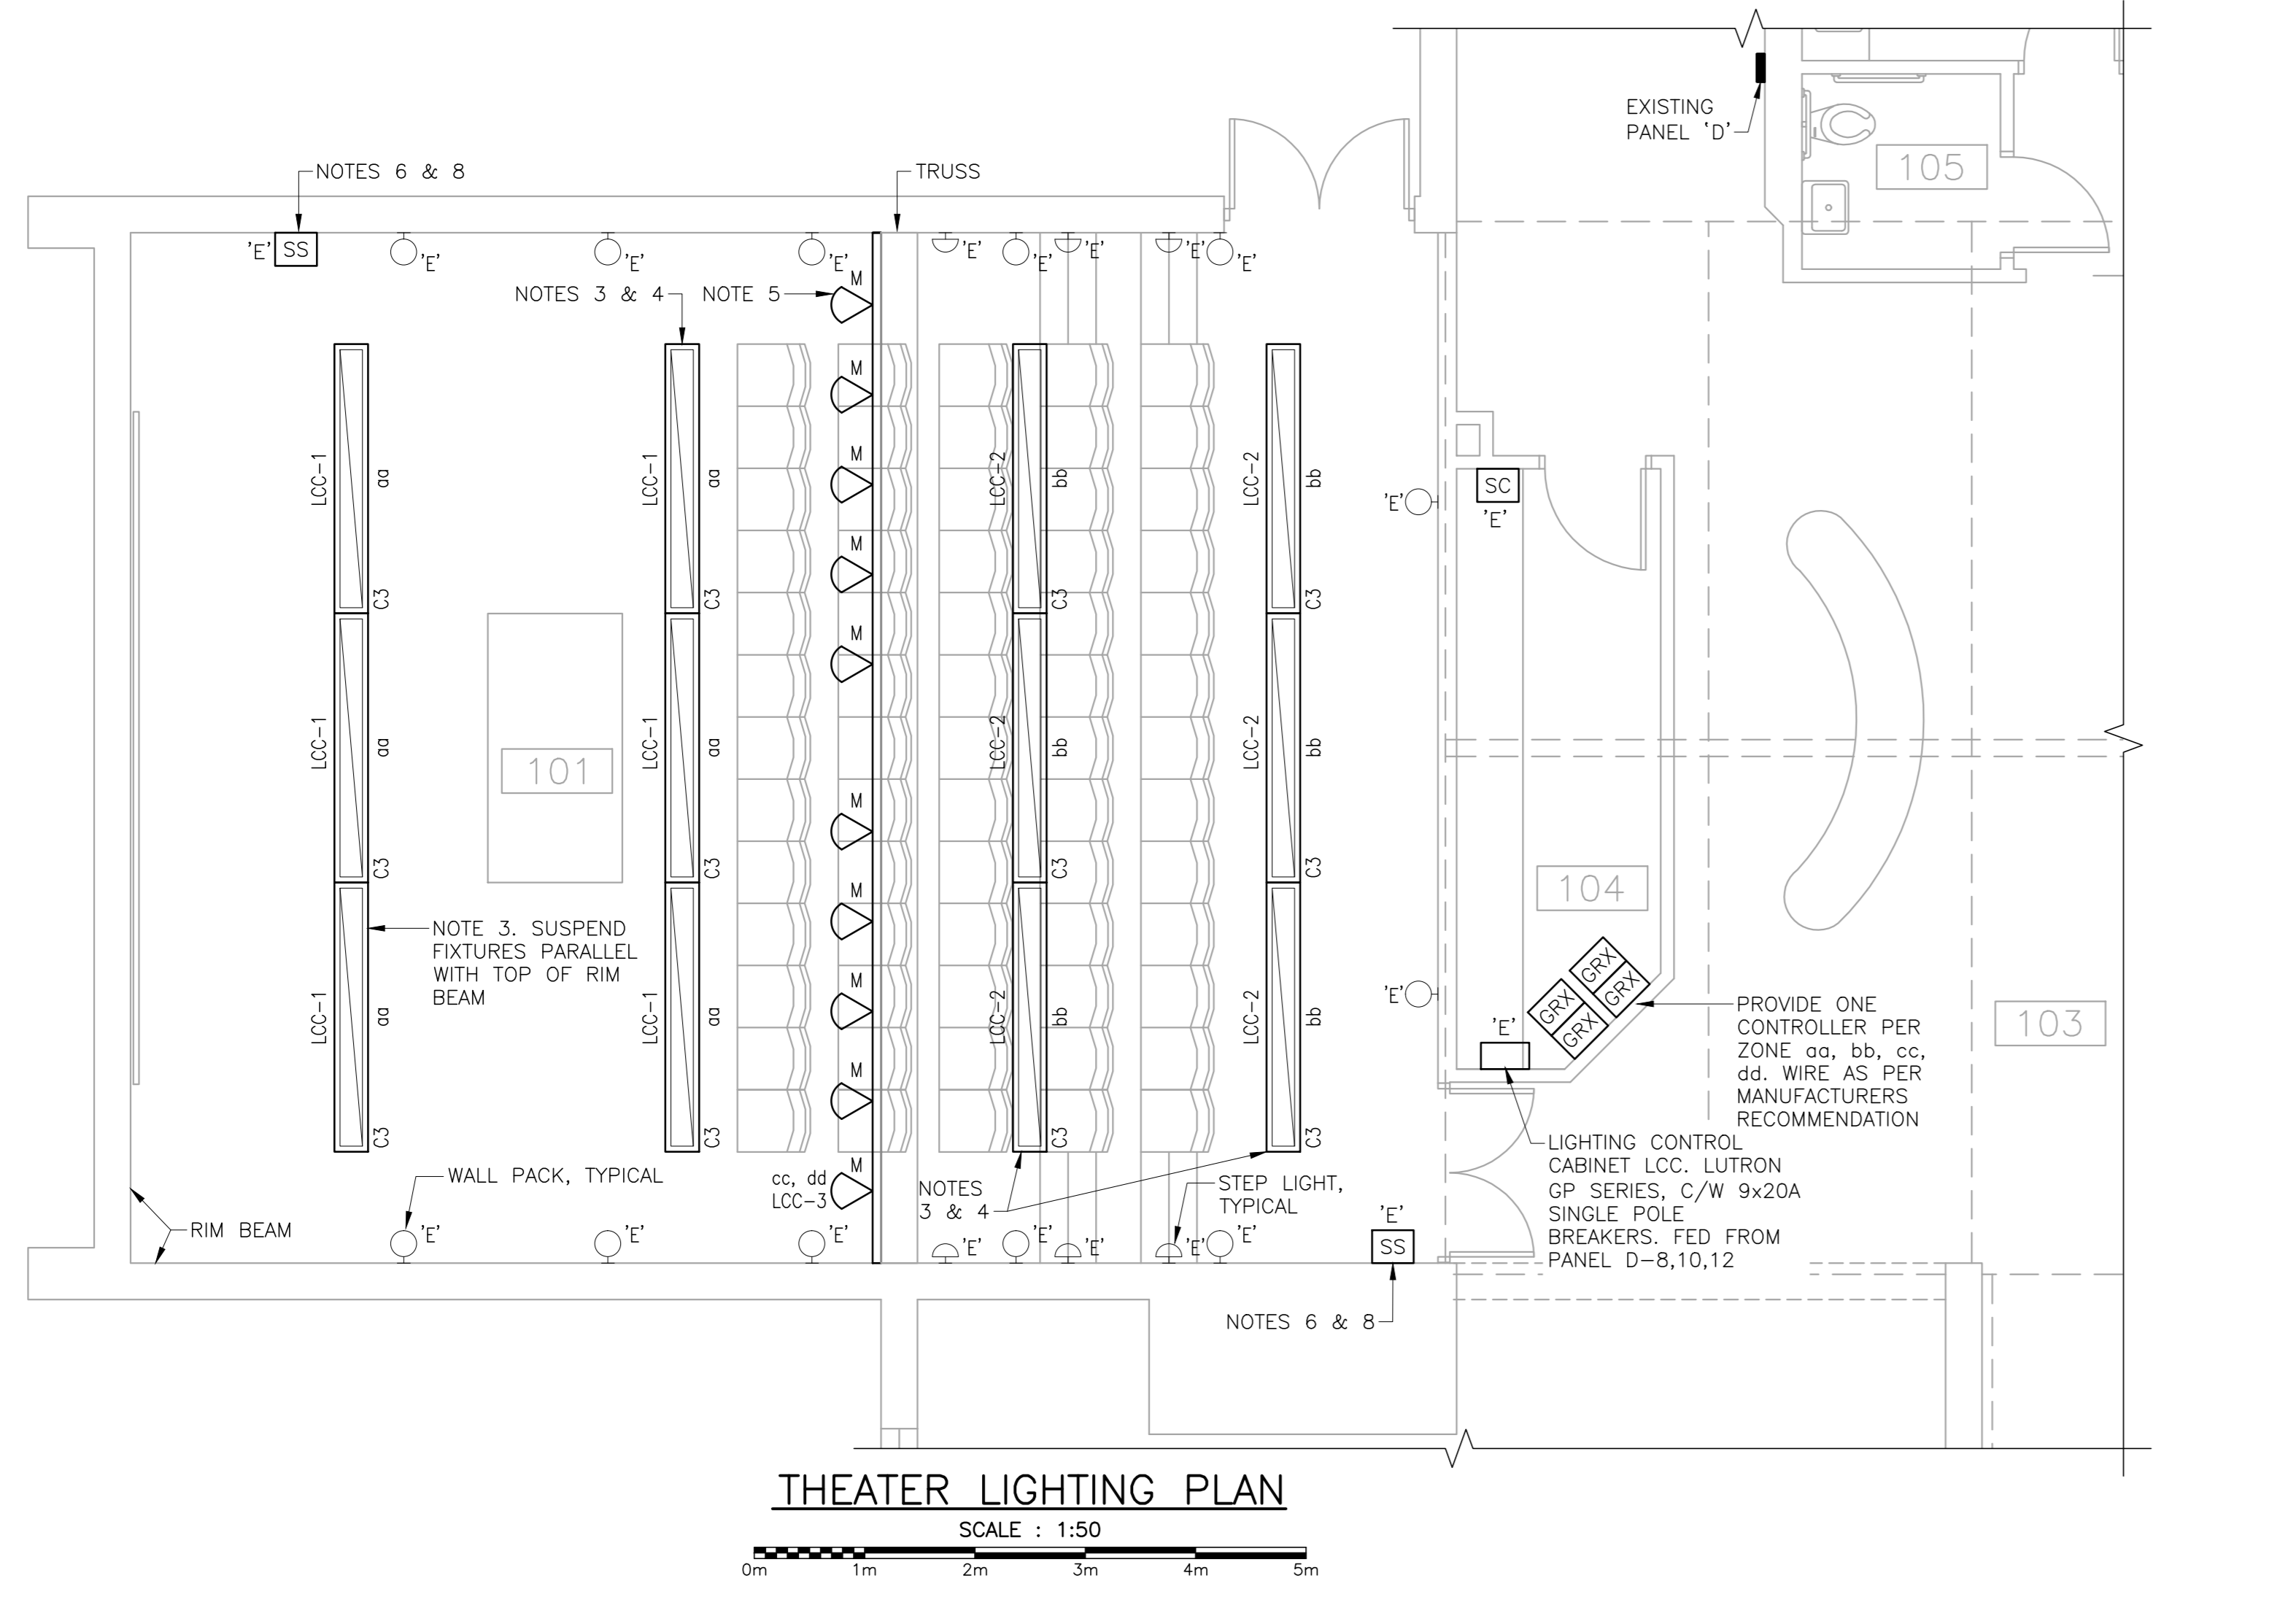 EXISTING
PANEL 'D'
105
NOTES 6 & 8
TRUSS
'E'
SS
'E'
'E'
'E'
'E'
'E'
'E'
'E'
'E'
NOTES 3 & 4
NOTE 5
M
M
M
M
M
M
M
M
M
M
LCC-1
aa
C3
LCC-1
aa
C3
LCC-2
bb
C3
LCC-2
bb
C3
'E'
SC
'E'
LCC-1
aa
C3
LCC-1
aa
C3
LCC-2
bb
C3
LCC-2
bb
C3
101
104
103
NOTE 3. SUSPEND
FIXTURES PARALLEL
WITH TOP OF RIM
BEAM
LCC-1
aa
C3
LCC-1
aa
C3
LCC-2
bb
C3
LCC-2
bb
C3
'E'
GRX
GRX
GRX
GRX
'E'
PROVIDE ONE
CONTROLLER PER
ZONE aa, bb, cc,
dd. WIRE AS PER
MANUFACTURERS
RECOMMENDATION
LIGHTING CONTROL
CABINET LCC. LUTRON
GP SERIES, C/W 9x20A
SINGLE POLE
BREAKERS. FED FROM
PANEL D-8,10,12
WALL PACK, TYPICAL
cc, dd
LCC-3
NOTES
3 & 4
STEP LIGHT,
TYPICAL
RIM BEAM
'E'
'E'
'E'
'E'
'E'
'E'
'E'
'E'
'E'
SS
NOTES 6 & 8
THEATER LIGHTING PLAN
SCALE : 1:50
0m 1m 2m 3m 4m 5m